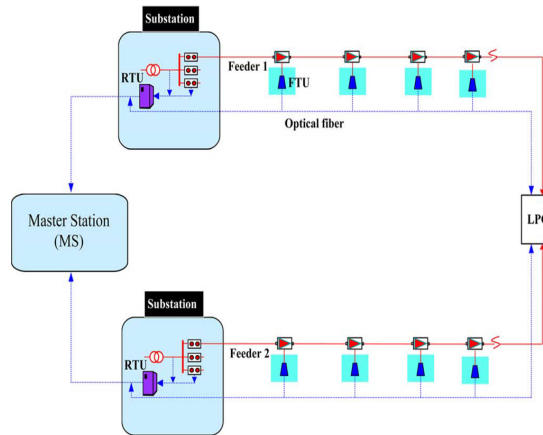 Substation
RTU
Feeder 1
FTU
Optical fiber
Master Station
(MS)
Substation
RTU
Feeder 2